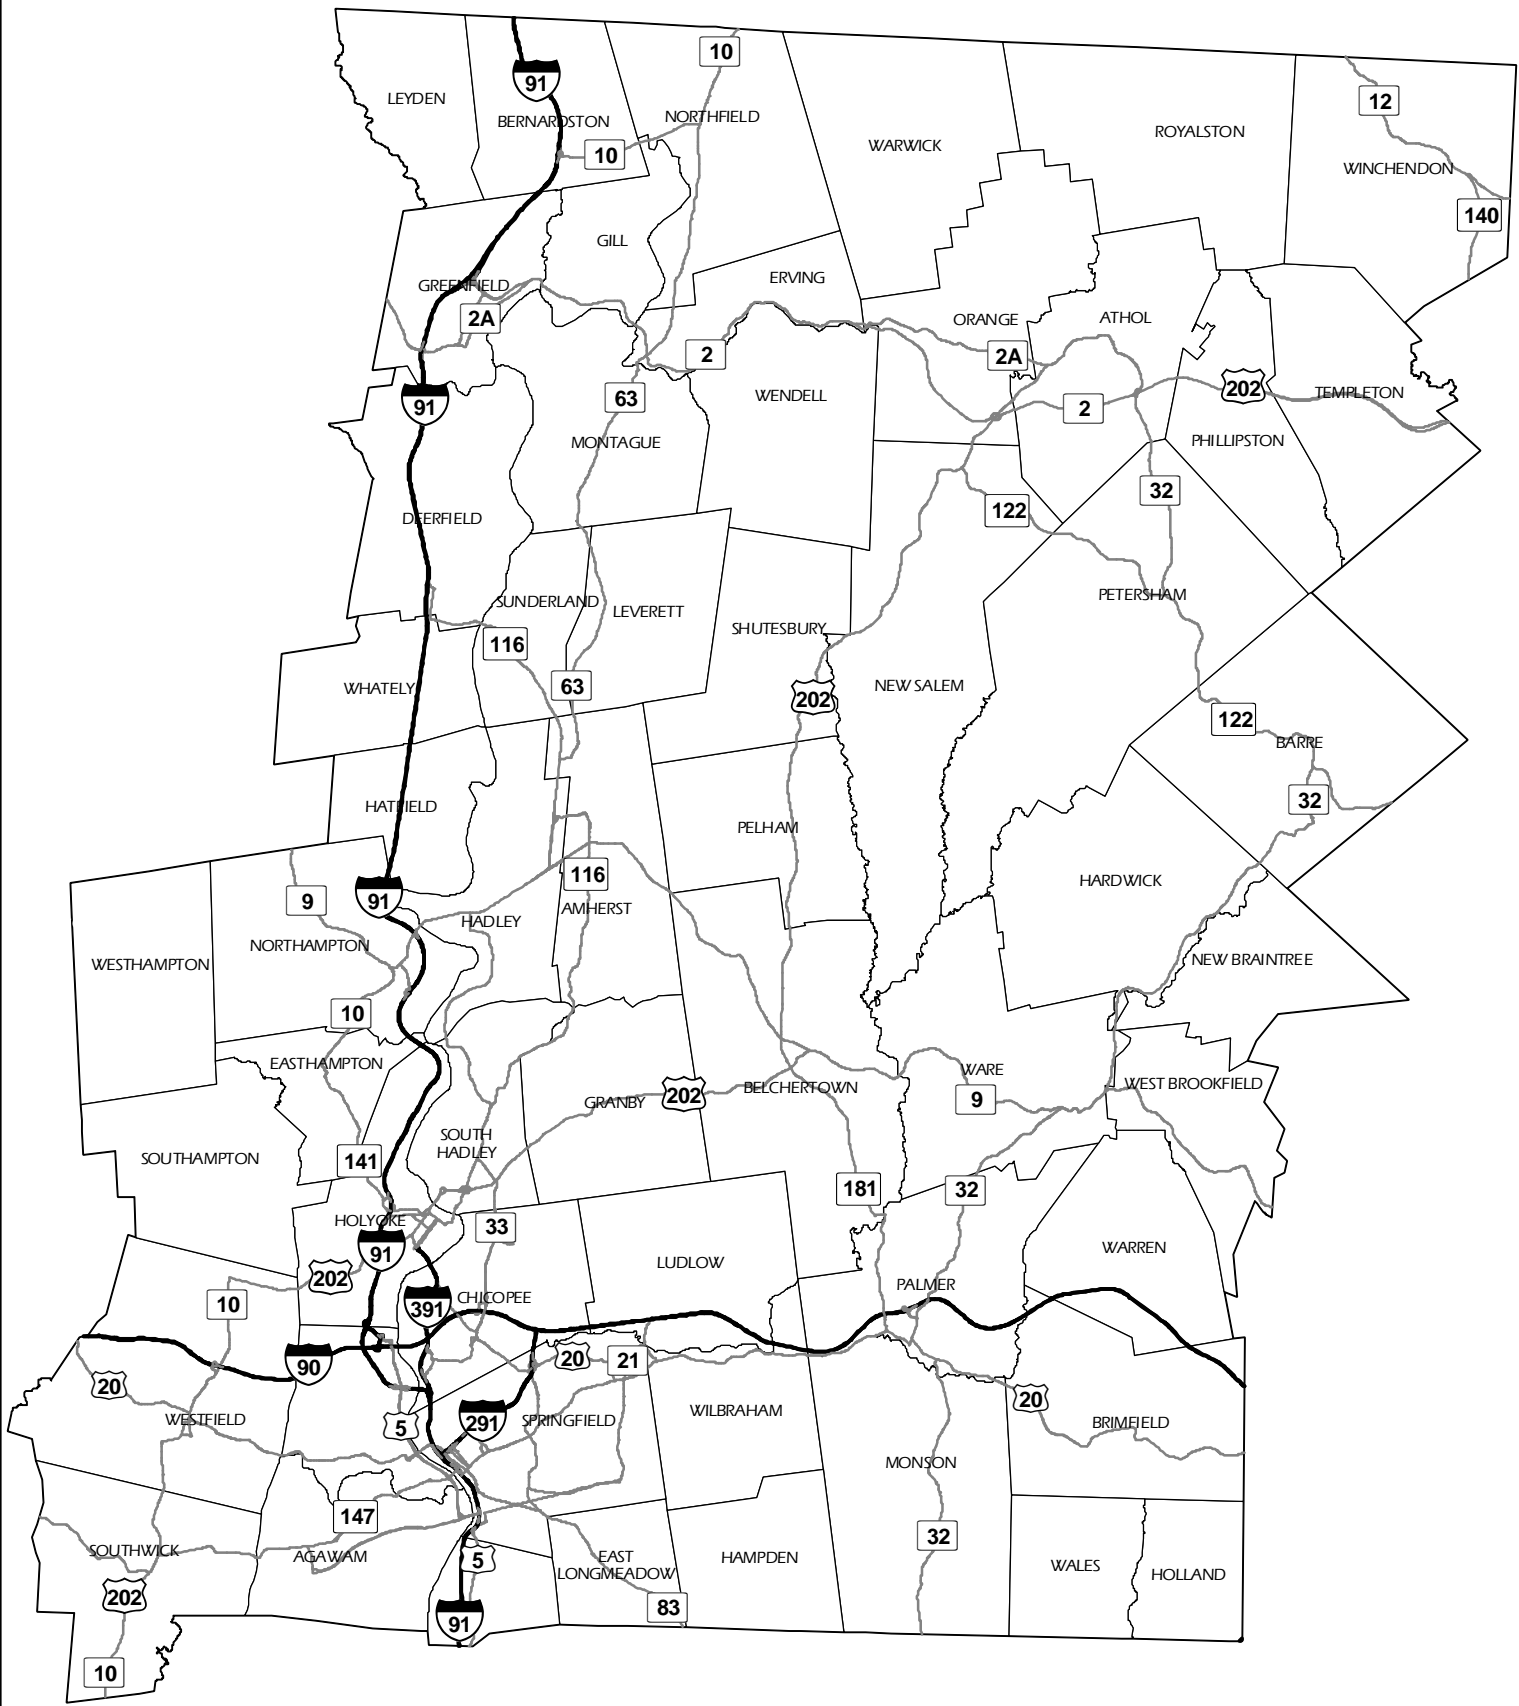 10
91
LEYDEN
12
BERNARDSTON
NORTHFIELD
ROYALSTON
WARWICK
10
WINCHENDON
140
GILL
ERVING
GREENFIELD
2A
ORANGE
ATHOL
2
2A
202
63
WENDELL
TEMPLETON
91
2
MONTAGUE
PHILLIPSTON
32
122
DEERFIELD
PETERSHAM
SUNDERLAND
LEVERETT
SHUTESBURY
116
63
WHATELY
NEW SALEM
202
122
BARRE
32
HATFIELD
PELHAM
116
HARDWICK
91
9
AMHERST
HADLEY
NORTHAMPTON
WESTHAMPTON
NEW BRAINTREE
10
EASTHAMPTON
WARE
WEST BROOKFIELD
BELCHERTOWN
202
GRANBY
9
SOUTH
HADLEY
SOUTHAMPTON
141
181
32
HOLYOKE
33
91
WARREN
LUDLOW
202
PALMER
10
391
CHICOPEE
90
20
21
20
20
WESTFIELD
5
291
SPRINGFIELD
WILBRAHAM
BRIMFIELD
MONSON
147
32
SOUTHWICK
AGAWAM
5
EAST
LONGMEADOW
HAMPDEN
WALES
HOLLAND
202
83
91
10